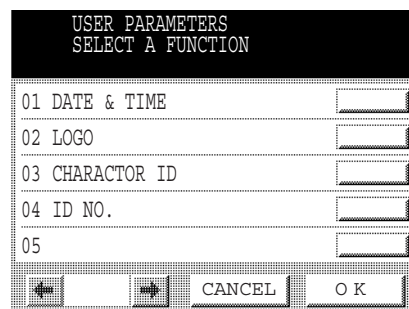 USER PARAMETERS
SELECT A FUNCTION
01 DATE & TIME
02 LOGO
03 CHARACTOR ID
04 ID NO.
05
CANCEL
O K